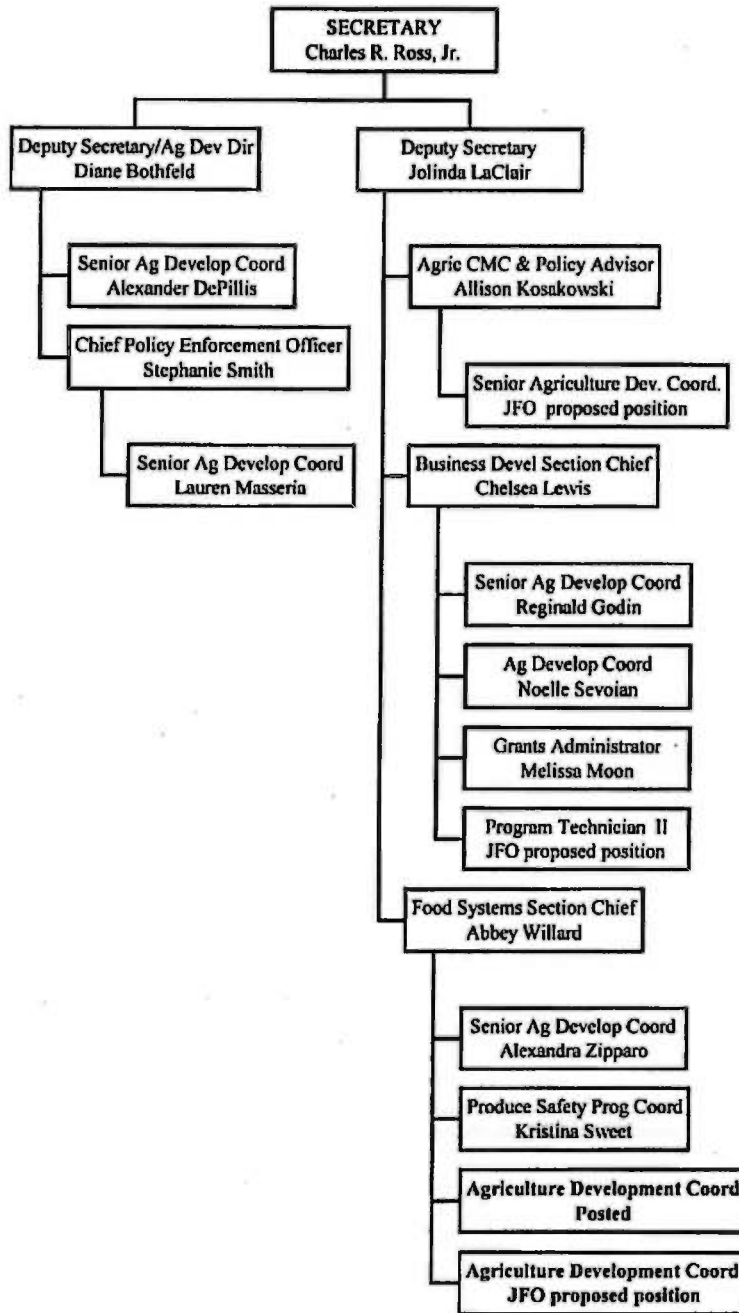 SECRETARY
Charles R. Ross, Jr.
Deputy Secretary/Ag Dev Dir
Diane Bothfeld
Deputy Secretary
Jolinda LaClair
Senior Ag Develop Coord
Alexander DePillis
Chief Policy Enforcement Officer
Stephanie Smith
Senior Ag Develop Coord
Lauren Masseria
Agric CMC & Policy Advisor
Allison Kosakowski
Senior Agriculture Dev. Coord.
JFO proposed position
Business Devel Section Chief
Chelsea Lewis
Senior Ag Develop Coord
Reginald Godin
Ag Develop Coord
Noelle Sevoian
Grants Administrator
Melissa Moon
Program Technician II
JFO proposed position
Food Systems Section Chief
Abbey Willard
Senior Ag Develop Coord
Alexandra Zipparo
Produce Safety Prog Coord
Kristina Sweet
Agriculture Development Coord
Posted
Agriculture Development Coord
JFO proposed position